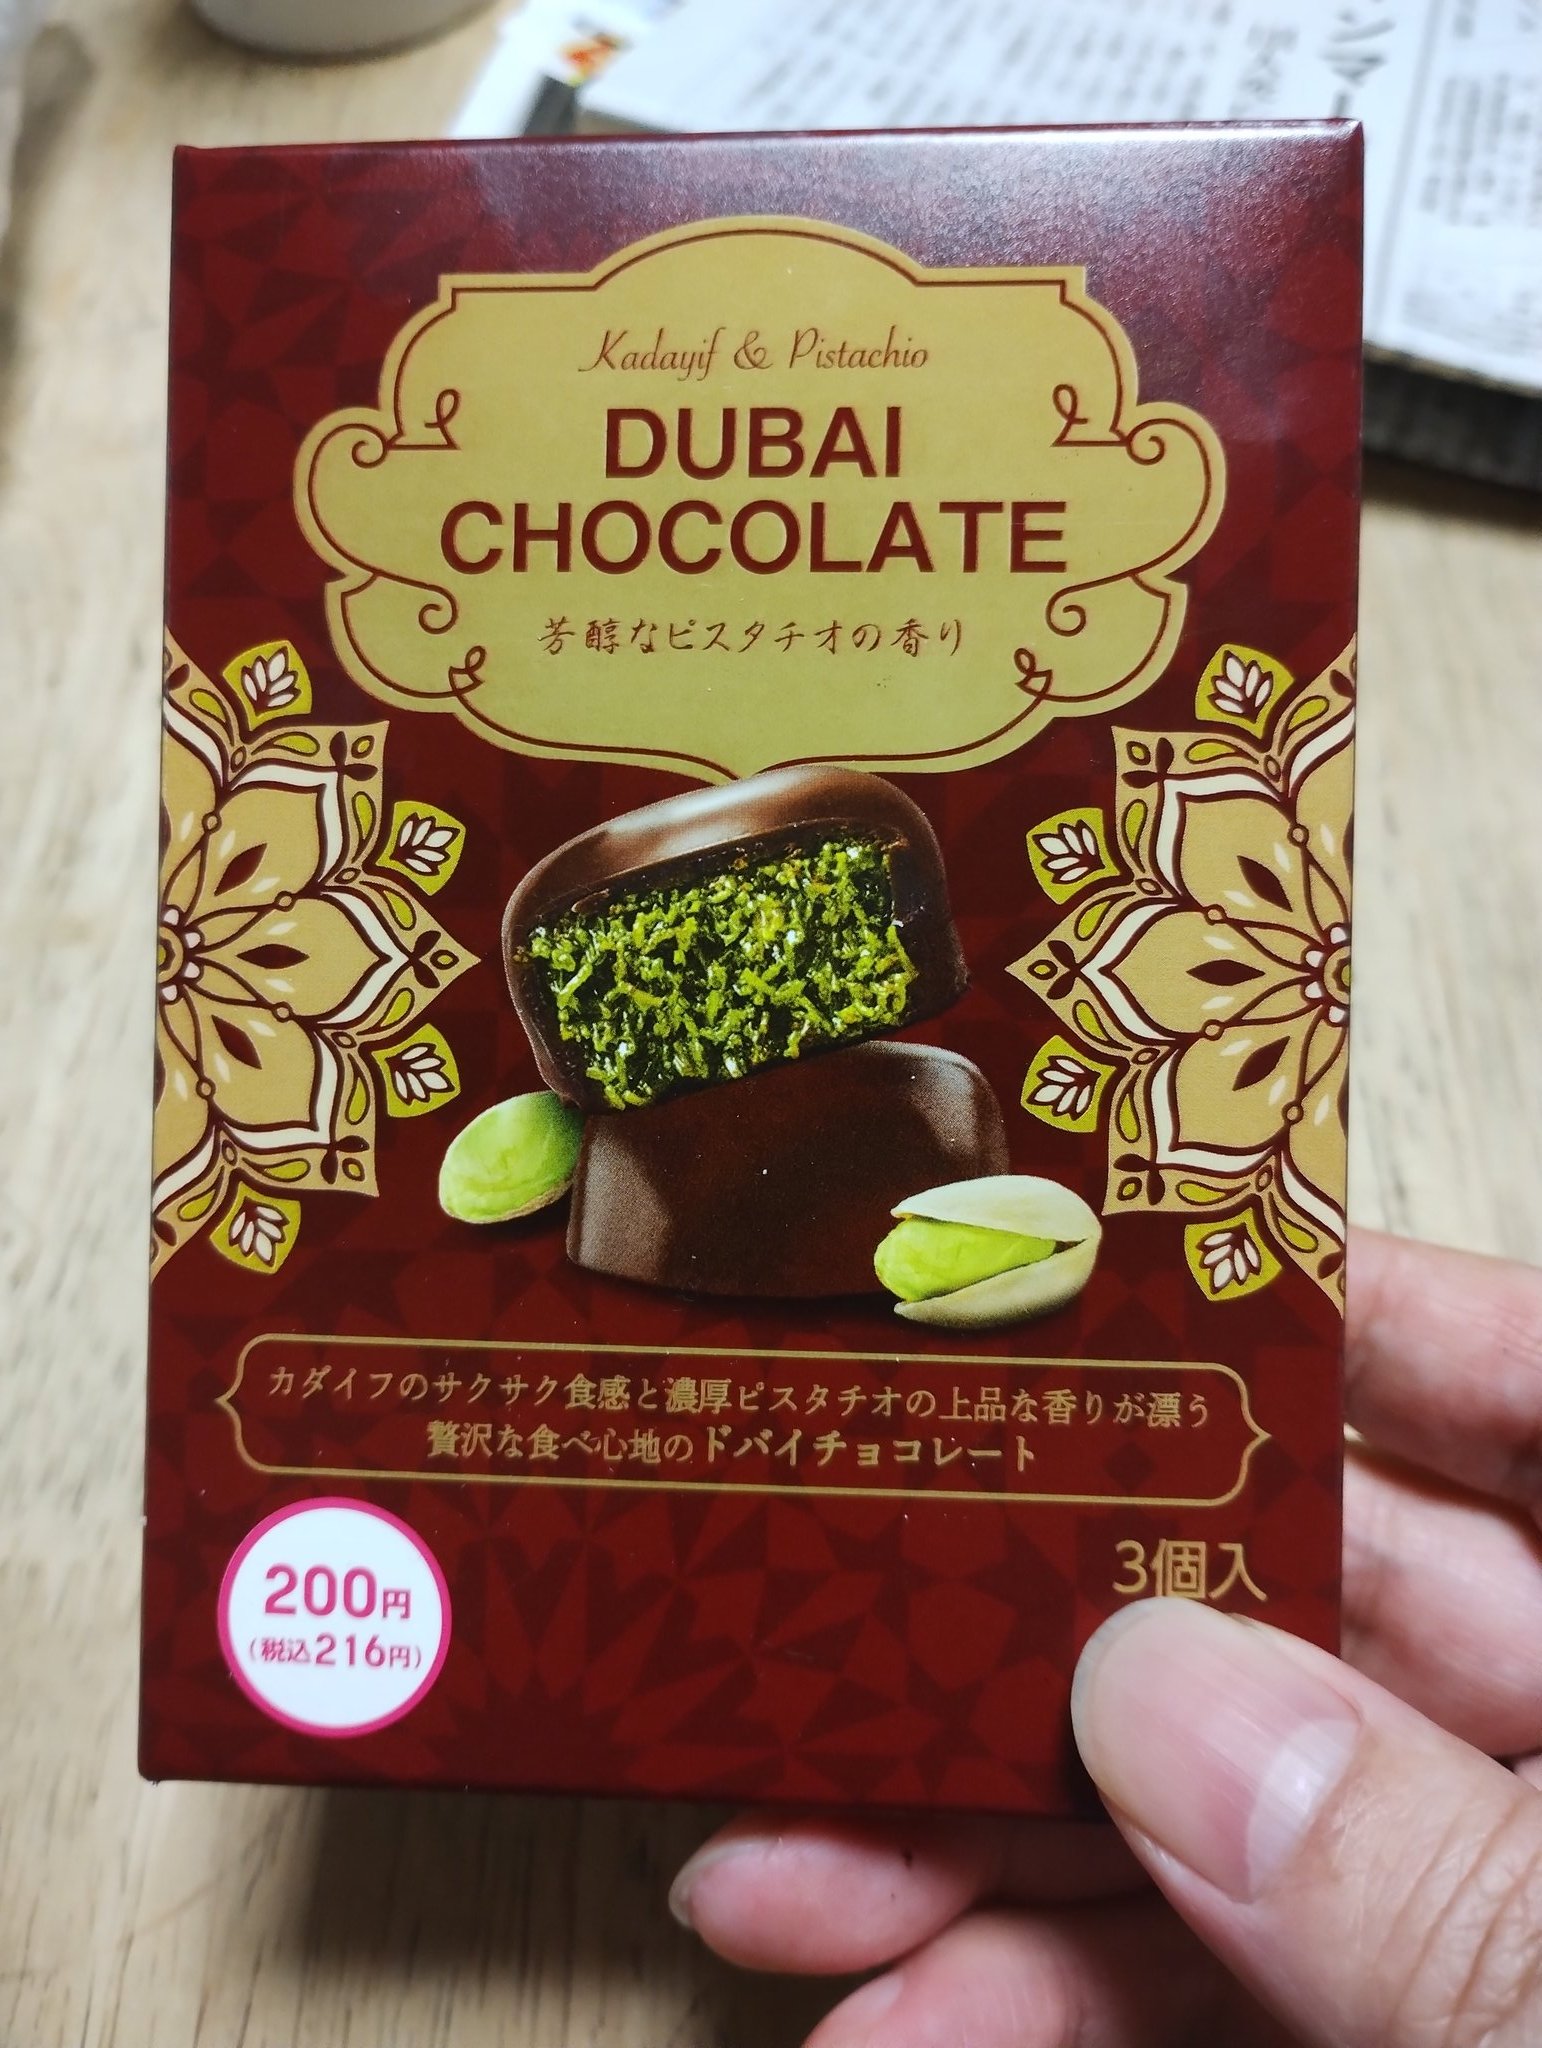 Kadayif & Pistachio
DUBAI
CHOCOLATE
芳醇なピスタチオの香り
カダイフのサクサク食感と濃厚ピスタチオの上品な香りが漂う
贅沢な食べ心地のドバイチョコレート
3個入
200円
(税込216円)